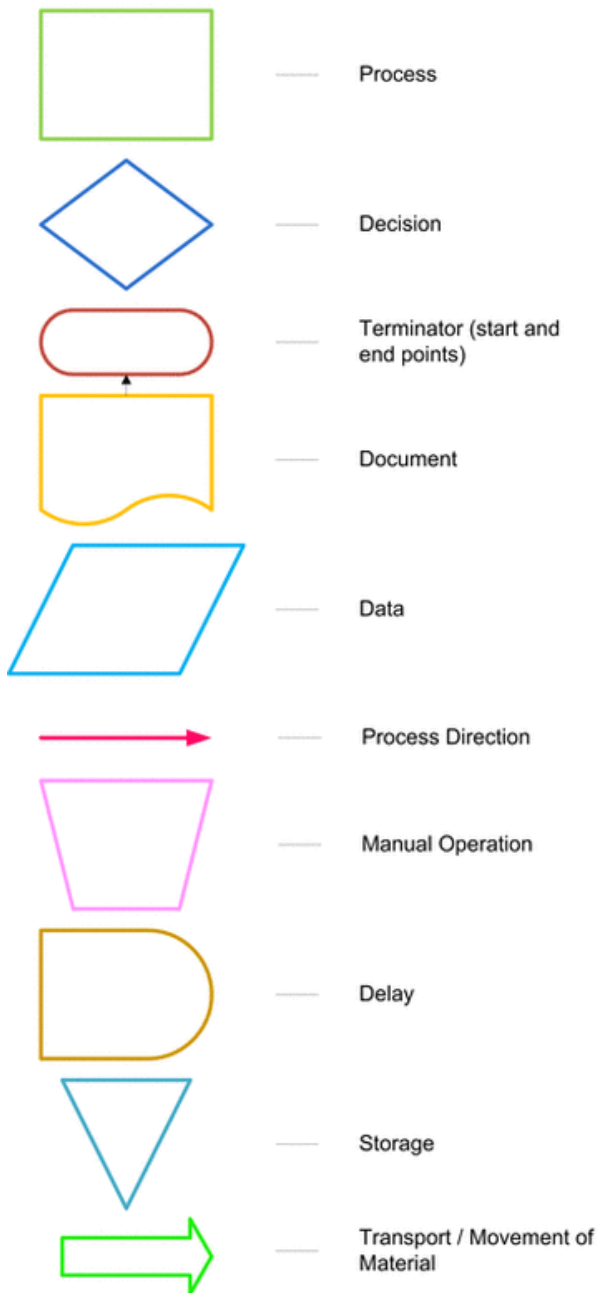 Process
Decision
Terminator (start and
end points)
Document
Data
Process Direction
Manual Operation
Delay
Storage
Transport / Movement of
Material